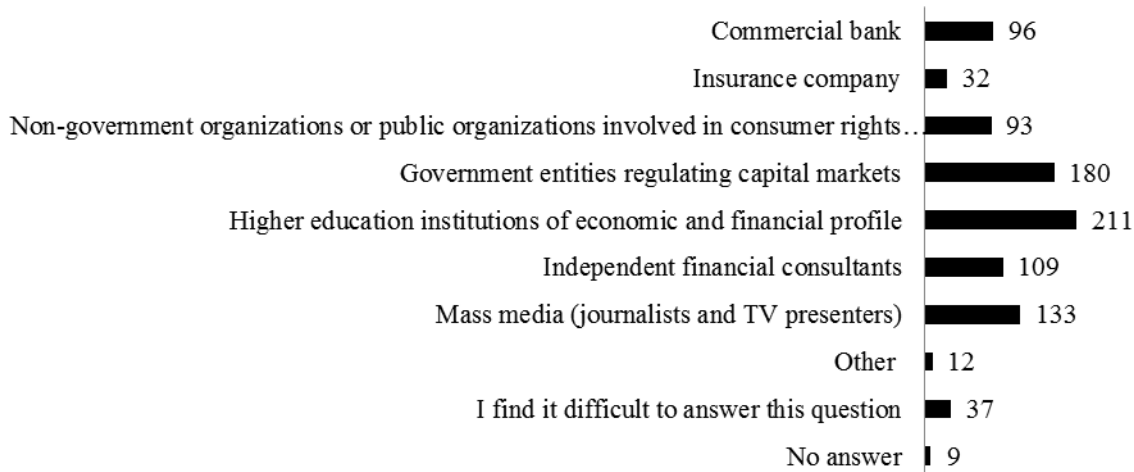 Commercial bank 96
Insurance company 32
Non-government organizations or public organizations involved in consumer rights… 93
Government entities regulating capital markets 180
Higher education institutions of economic and financial profile 211
Independent financial consultants 109
Mass media (journalists and TV presenters) 133
Other 12
I find it difficult to answer this question 37
No answer 9